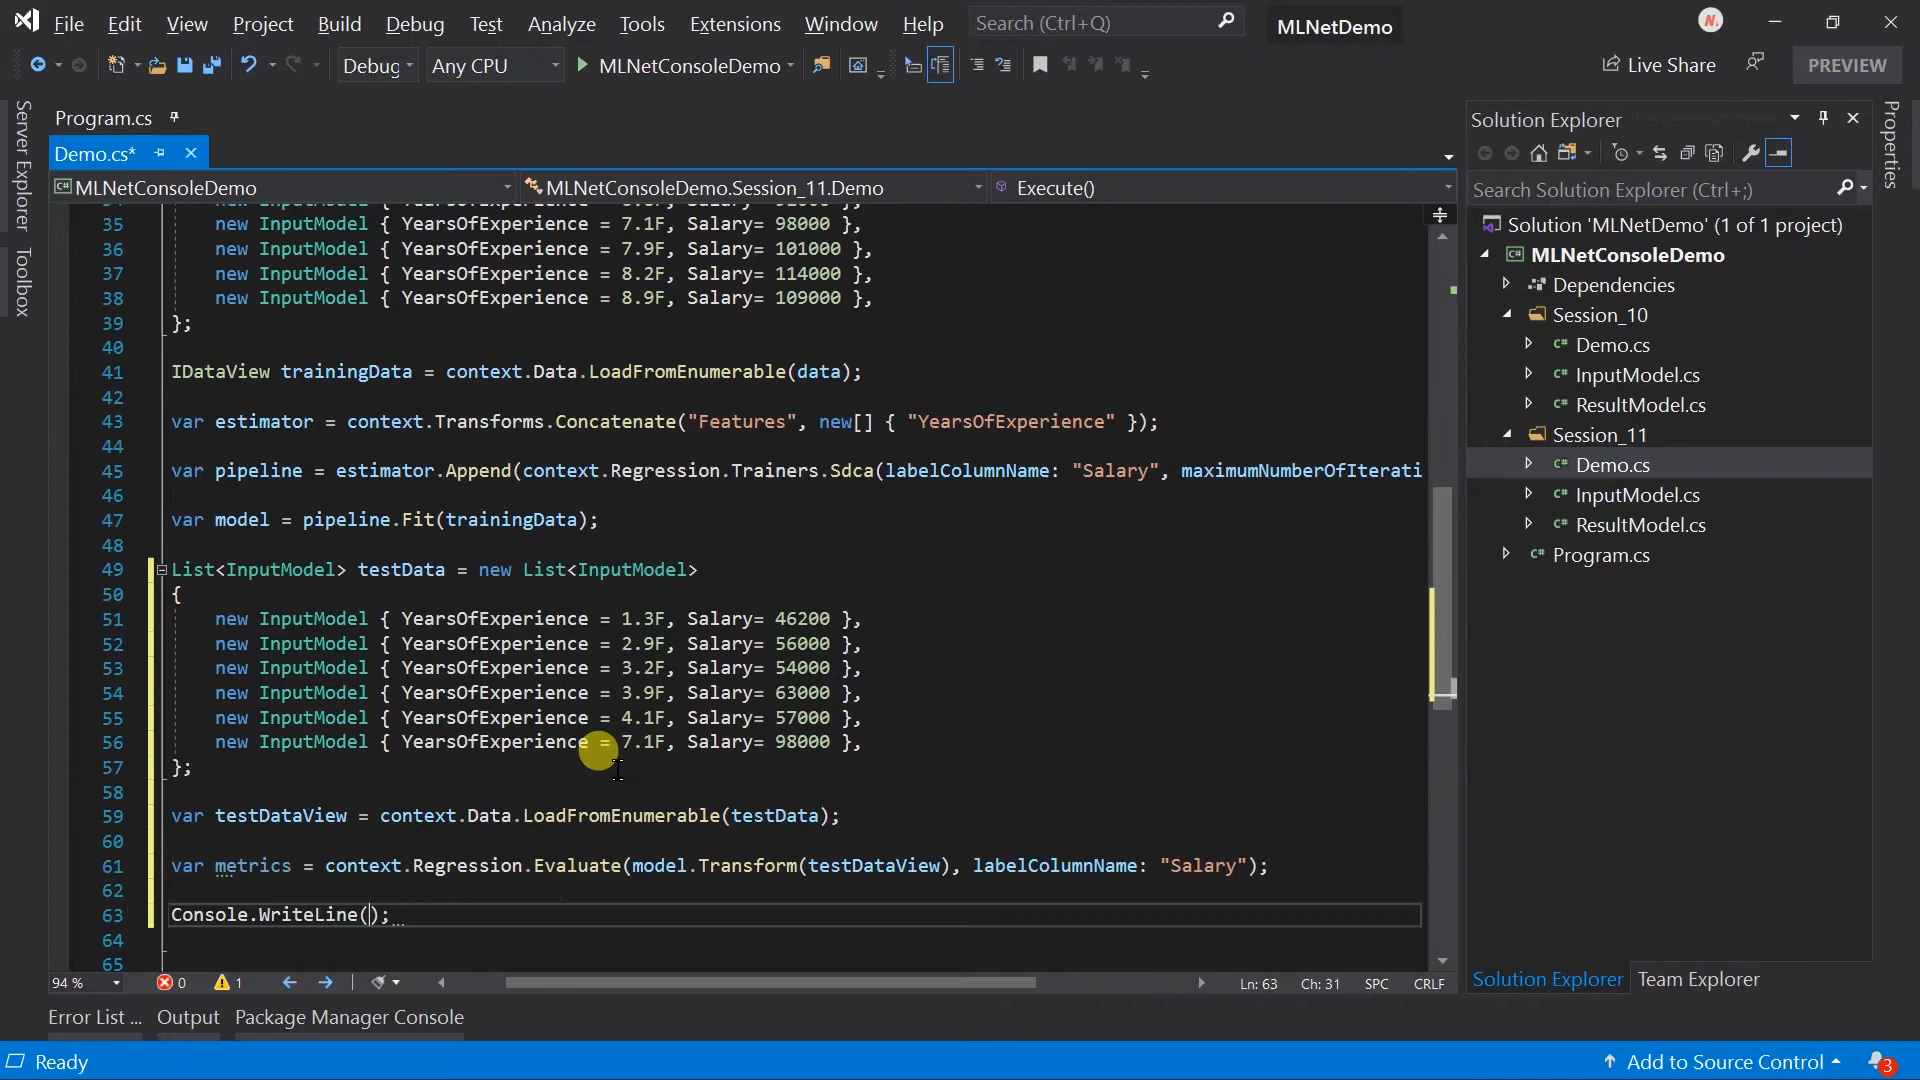 File Edit View Project Build Debug Test Analyze Tools Extensions Window Help Search (Ctrl+Q) MLNetDemo
Debug Any CPU MLNetConsoleDemo Live Share PREVIEW
Server Explorer
Toolbox
Program.cs
Demo.cs*
MLNetConsoleDemo MLNetConsoleDemo.Session_11.Demo Execute()
35 new InputModel { YearsOfExperience = 7.1F, Salary= 98000 },
36 new InputModel { YearsOfExperience = 7.9F, Salary= 101000 },
37 new InputModel { YearsOfExperience = 8.2F, Salary= 114000 },
38 new InputModel { YearsOfExperience = 8.9F, Salary= 109000 },
39 };
40
41 IDataView trainingData = context.Data.LoadFromEnumerable(data);
42
43 var estimator = context.Transforms.Concatenate("Features", new[] { "YearsOfExperience" });
44
45 var pipeline = estimator.Append(context.Regression.Trainers.Sdca(labelColumnName: "Salary", maximumNumberOfIterati
46
47 var model = pipeline.Fit(trainingData);
48
49 List<InputModel> testData = new List<InputModel>
50 {
51 new InputModel { YearsOfExperience = 1.3F, Salary= 46200 },
52 new InputModel { YearsOfExperience = 2.9F, Salary= 56000 },
53 new InputModel { YearsOfExperience = 3.2F, Salary= 54000 },
54 new InputModel { YearsOfExperience = 3.9F, Salary= 63000 },
55 new InputModel { YearsOfExperience = 4.1F, Salary= 57000 },
56 new InputModel { YearsOfExperience = 7.1F, Salary= 98000 },
57 };
58
59 var testDataView = context.Data.LoadFromEnumerable(testData);
60
61 var metrics = context.Regression.Evaluate(model.Transform(testDataView), labelColumnName: "Salary");
62
63 Console.WriteLine();
64
65
94 % 0 1 Ln: 63 Ch: 31 SPC CRLF
Error List ... Output Package Manager Console
Solution Explorer
Search Solution Explorer (Ctrl+;)
Solution 'MLNetDemo' (1 of 1 project)
MLNetConsoleDemo
Dependencies
Session_10
C# Demo.cs
C# InputModel.cs
C# ResultModel.cs
Session_11
C# Demo.cs
C# InputModel.cs
C# ResultModel.cs
C# Program.cs
Solution Explorer Team Explorer
Properties
Ready Add to Source Control 3